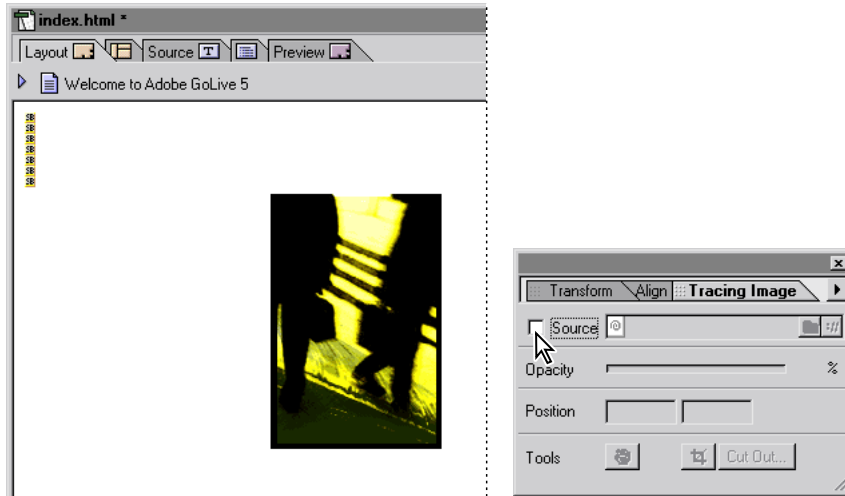 index.html *
Layout Source T Preview
Welcome to Adobe GoLive 5
SB
SB
SB
SB
SB
SB
SB
Transform Align Tracing Image
Source ://
Opacity %
Position
Tools Cut Out...